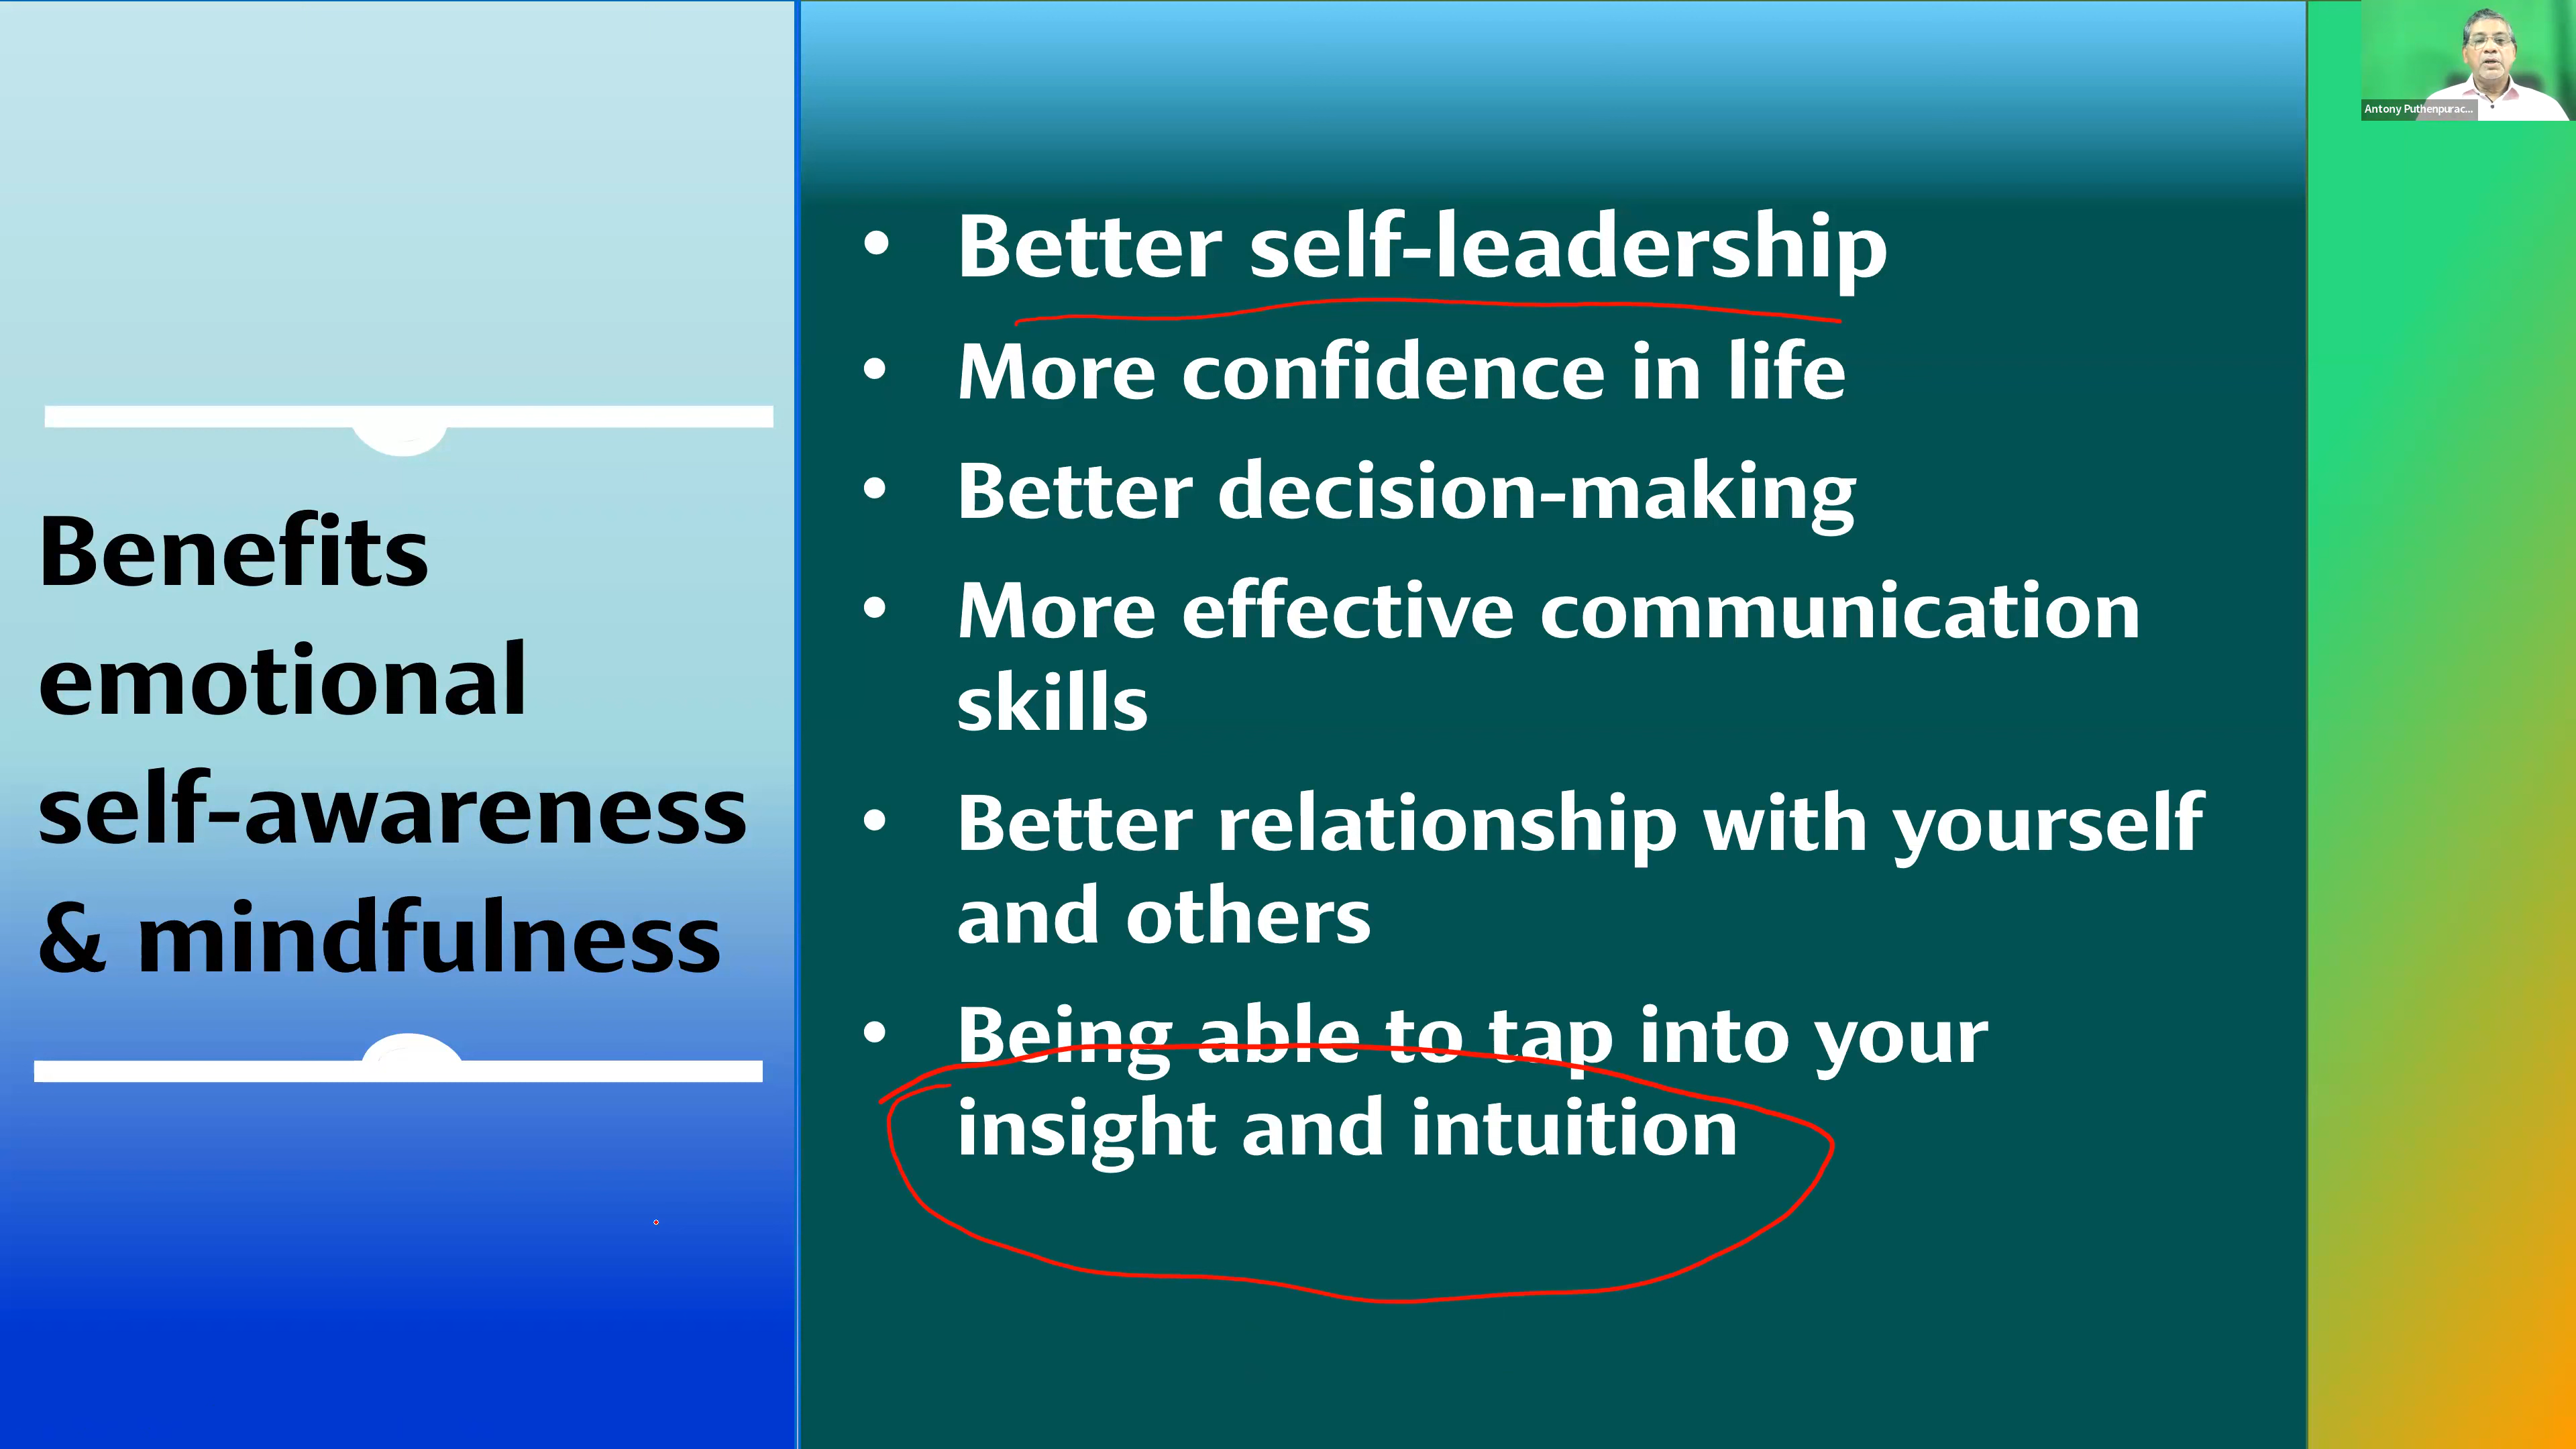 Benefits
emotional
self-awareness
& mindfulness
• Better self-leadership
• More confidence in life
• Better decision-making
• More effective communication
skills
• Better relationship with yourself
and others
• Being able to tap into your
insight and intuition
Antony Puthenpurac...